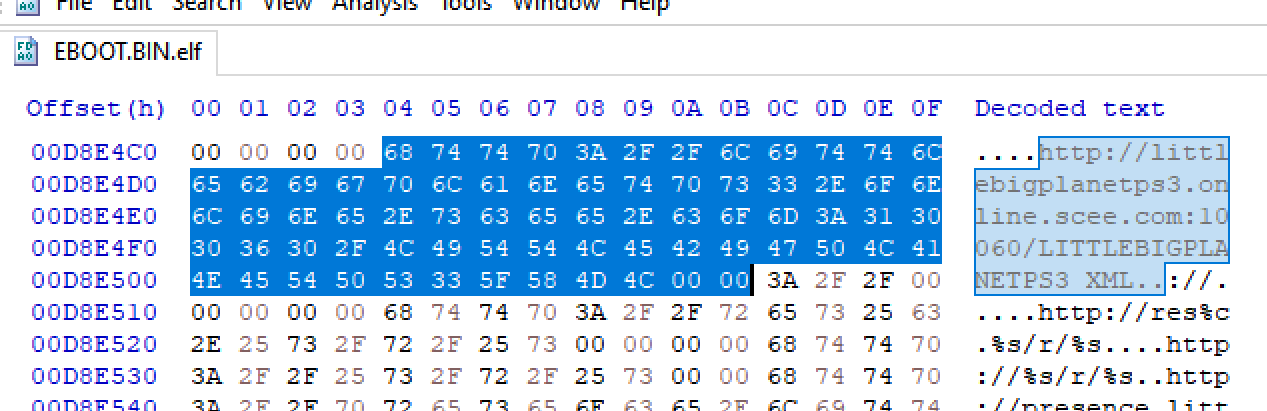 File Edit Search View Analysis Tools Window Help
EBOOT.BIN.elf
Offset(h) 00 01 02 03 04 05 06 07 08 09 0A 0B 0C 0D 0E 0F Decoded text
00D8E4C0 00 00 00 00 68 74 74 70 3A 2F 2F 6C 69 74 74 6C ....http://littl
00D8E4D0 65 62 69 67 70 6C 61 6E 65 74 70 73 33 2E 6F 6E ebigplanetps3.on
00D8E4E0 6C 69 6E 65 2E 73 63 65 65 2E 63 6F 6D 3A 31 30 line.scee.com:10
00D8E4F0 30 36 30 2F 4C 49 54 54 4C 45 42 49 47 50 4C 41 060/LITTLEBIGPLA
00D8E500 4E 45 54 50 53 33 5F 58 4D 4C 00 00 3A 2F 2F 00 NETPS3 XML..://.
00D8E510 00 00 00 00 68 74 74 70 3A 2F 2F 72 65 73 25 63 ....http://res%c
00D8E520 2E 25 73 2F 72 2F 25 73 00 00 00 00 68 74 74 70 .%s/r/%s....http
00D8E530 3A 2F 2F 25 73 2F 72 2F 25 73 00 00 68 74 74 70 ://%s/r/%s..http
00D8E540 3A 2F 2F 70 72 65 73 65 6E 63 65 2E 6C 69 74 74 ://presence.litt